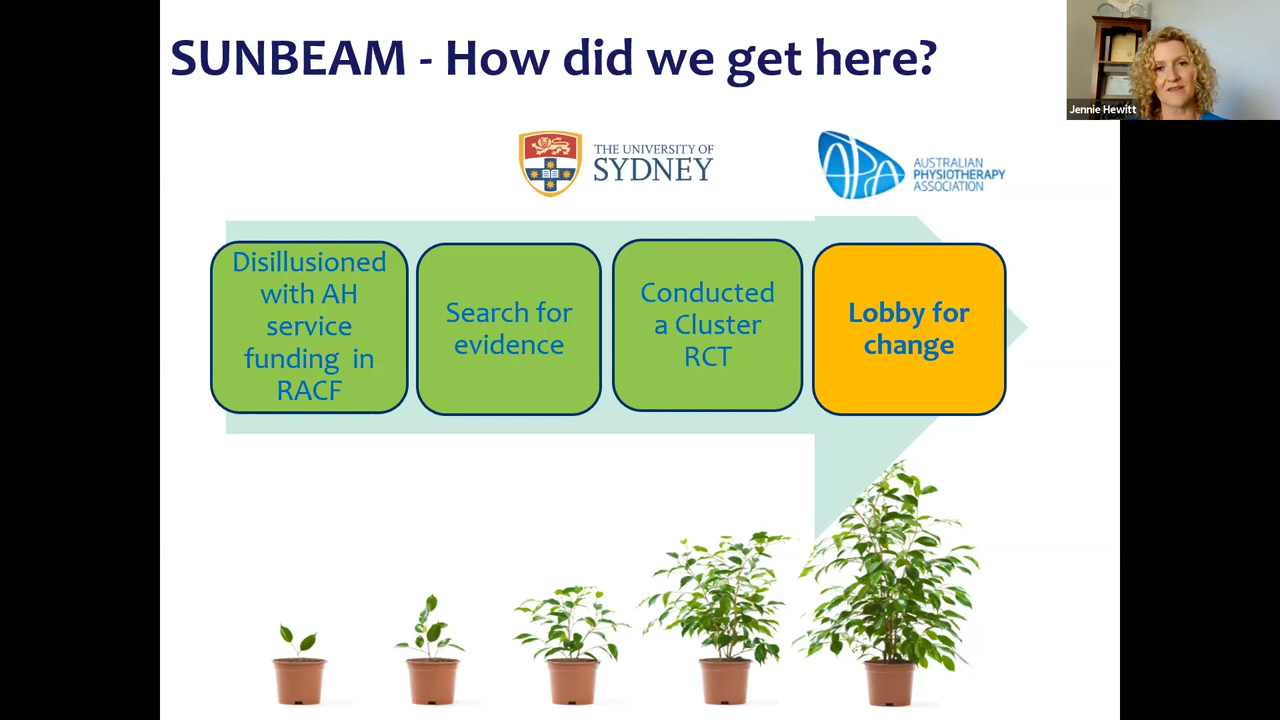 SUNBEAM - How did we get here?
Jennie Hewitt
THE UNIVERSITY OF
SYDNEY
APA
AUSTRALIAN
PHYSIOTHERAPY
ASSOCIATION
Disillusioned
with AH
service
funding in
RACF
Search for
evidence
Conducted
a Cluster
RCT
Lobby for
change